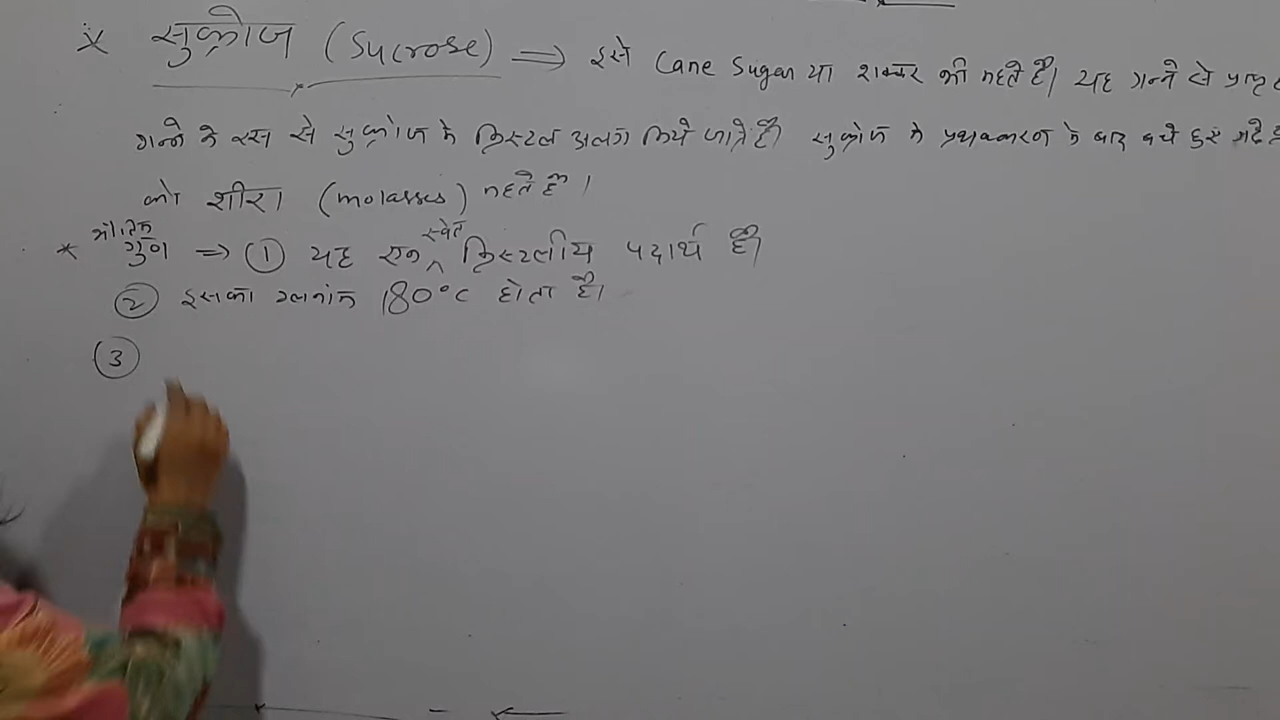 * सुक्रोज (Sucrose) ⇒ इसे Cane Sugar या शक्कर भी कहते हैं। यह गन्ने से
गन्ने के रस से सुक्रोज के क्रिस्टल अलग किये जाते हैं। सुक्रोज के प्रथक्करण के बाद बचे हुए
को शीरा (molasses) कहते हैं।
* भौतिक गुण ⇒ ① यह एक श्वेत क्रिस्टलीय पदार्थ है।
② इसका गलनांक 180°C होता है।
③